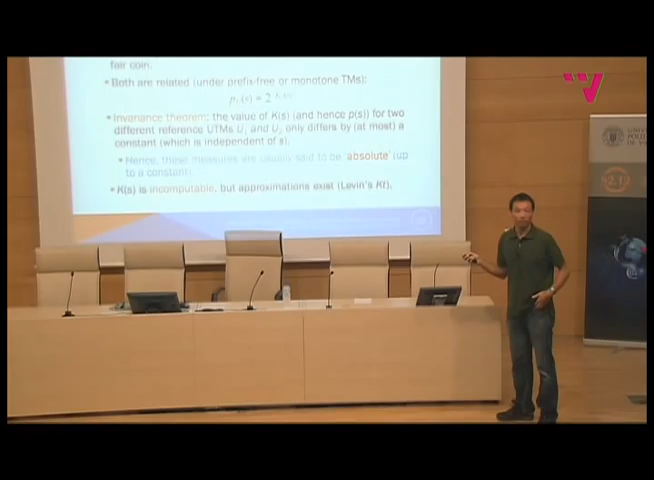 fair coin.
Both are related (under prefix-free or monotone TMs):
Invariance theorem: the value of K(s) (and hence p(s)) for two
different reference UTMs U1 and U2 only differs by (at most) a
constant (which is independent of s).
Hence, these measures are usually said to be 'absolute' (up
to a constant).
K(s) is incomputable, but approximations exist (Levin's Kt).